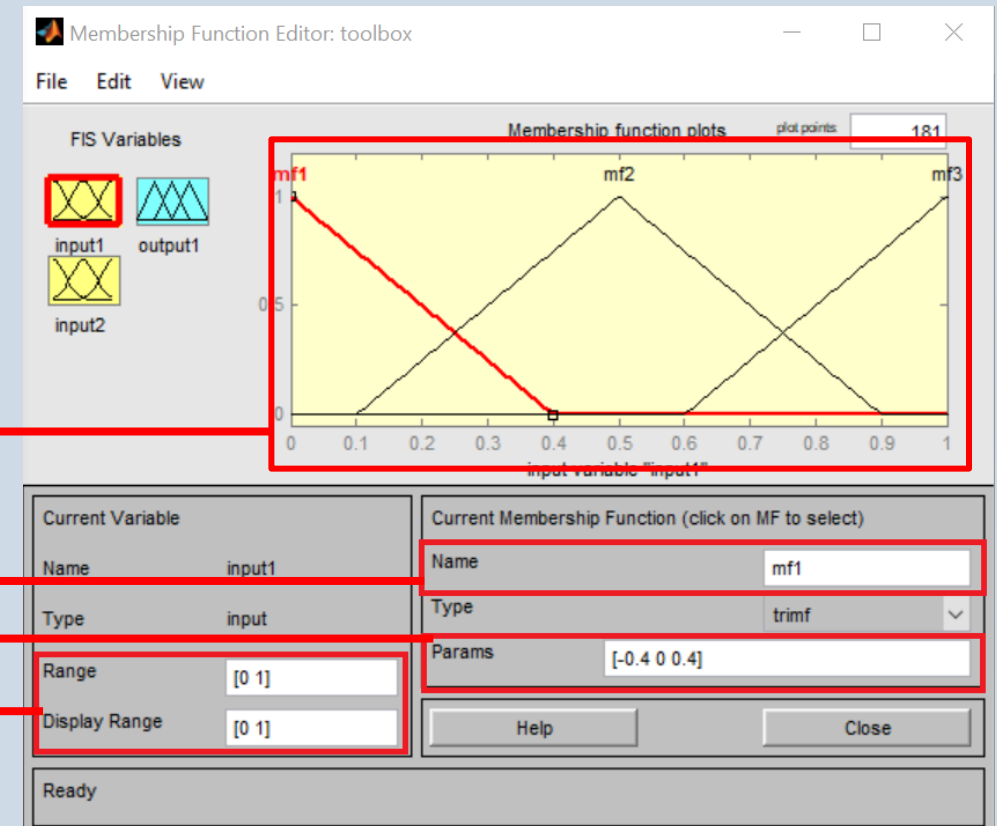 Membership Function Editor: toolbox
File Edit View
FIS Variables
Membership function plots
plot points:
181
input1
output1
input2
mf1
mf2
mf3
1
0.5
0
0 0.1 0.2 0.3 0.4 0.5 0.6 0.7 0.8 0.9 1
input variable "input1"
Current Variable
Name input1
Type input
Range [0 1]
Display Range [0 1]
Current Membership Function (click on MF to select)
Name mf1
Type trimf
Params [-0.4 0 0.4]
Help Close
Ready